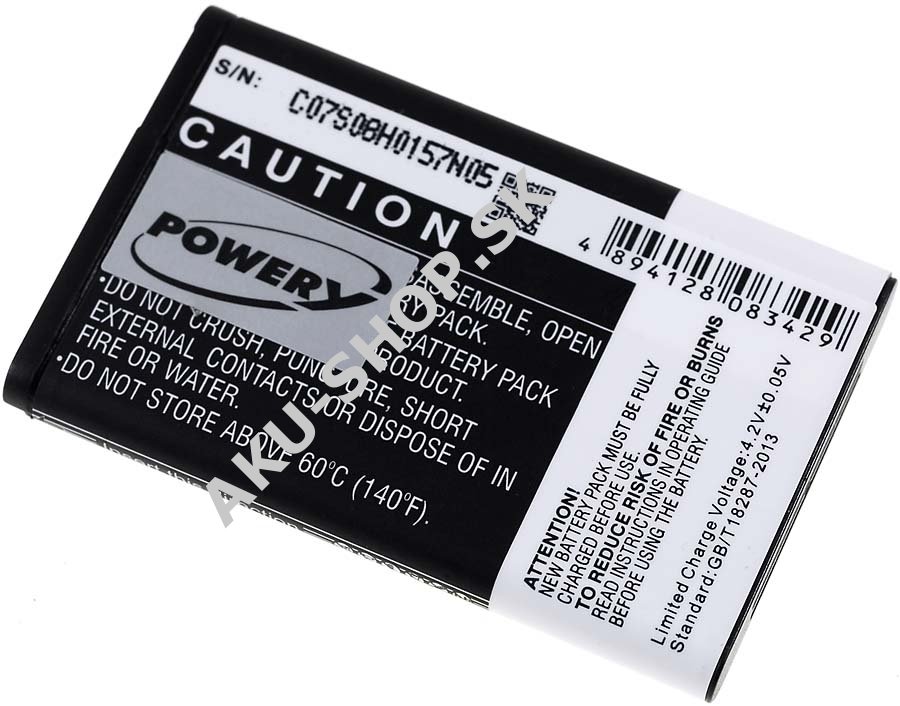 S/N:
C07S08H0157N05
CAUTION
POWERY
OPEN
PACK.
BATTERY PACK
•DO NOT CRUSH,
PRODUCT.
EXTERNAL CONTACTS OR DISPOSE OF IN
SHORT
FIRE OR WATER.
•DO NOT STORE ABOVE 60°C (140°F).
4 894128 083429
ATTENTION!
NEW BATTERY PACK MUST BE FULLY
CHARGED BEFORE USE.
TO REDUCE RISK OF FIRE OR BURNS
READ INSTRUCTIONS IN OPERATING GUIDE
BEFORE USING THE BATTERY.
Limited Charge Voltage:4.2V±0.05V
Standard:GB/T18287-2013
AKU-SHOP.SK